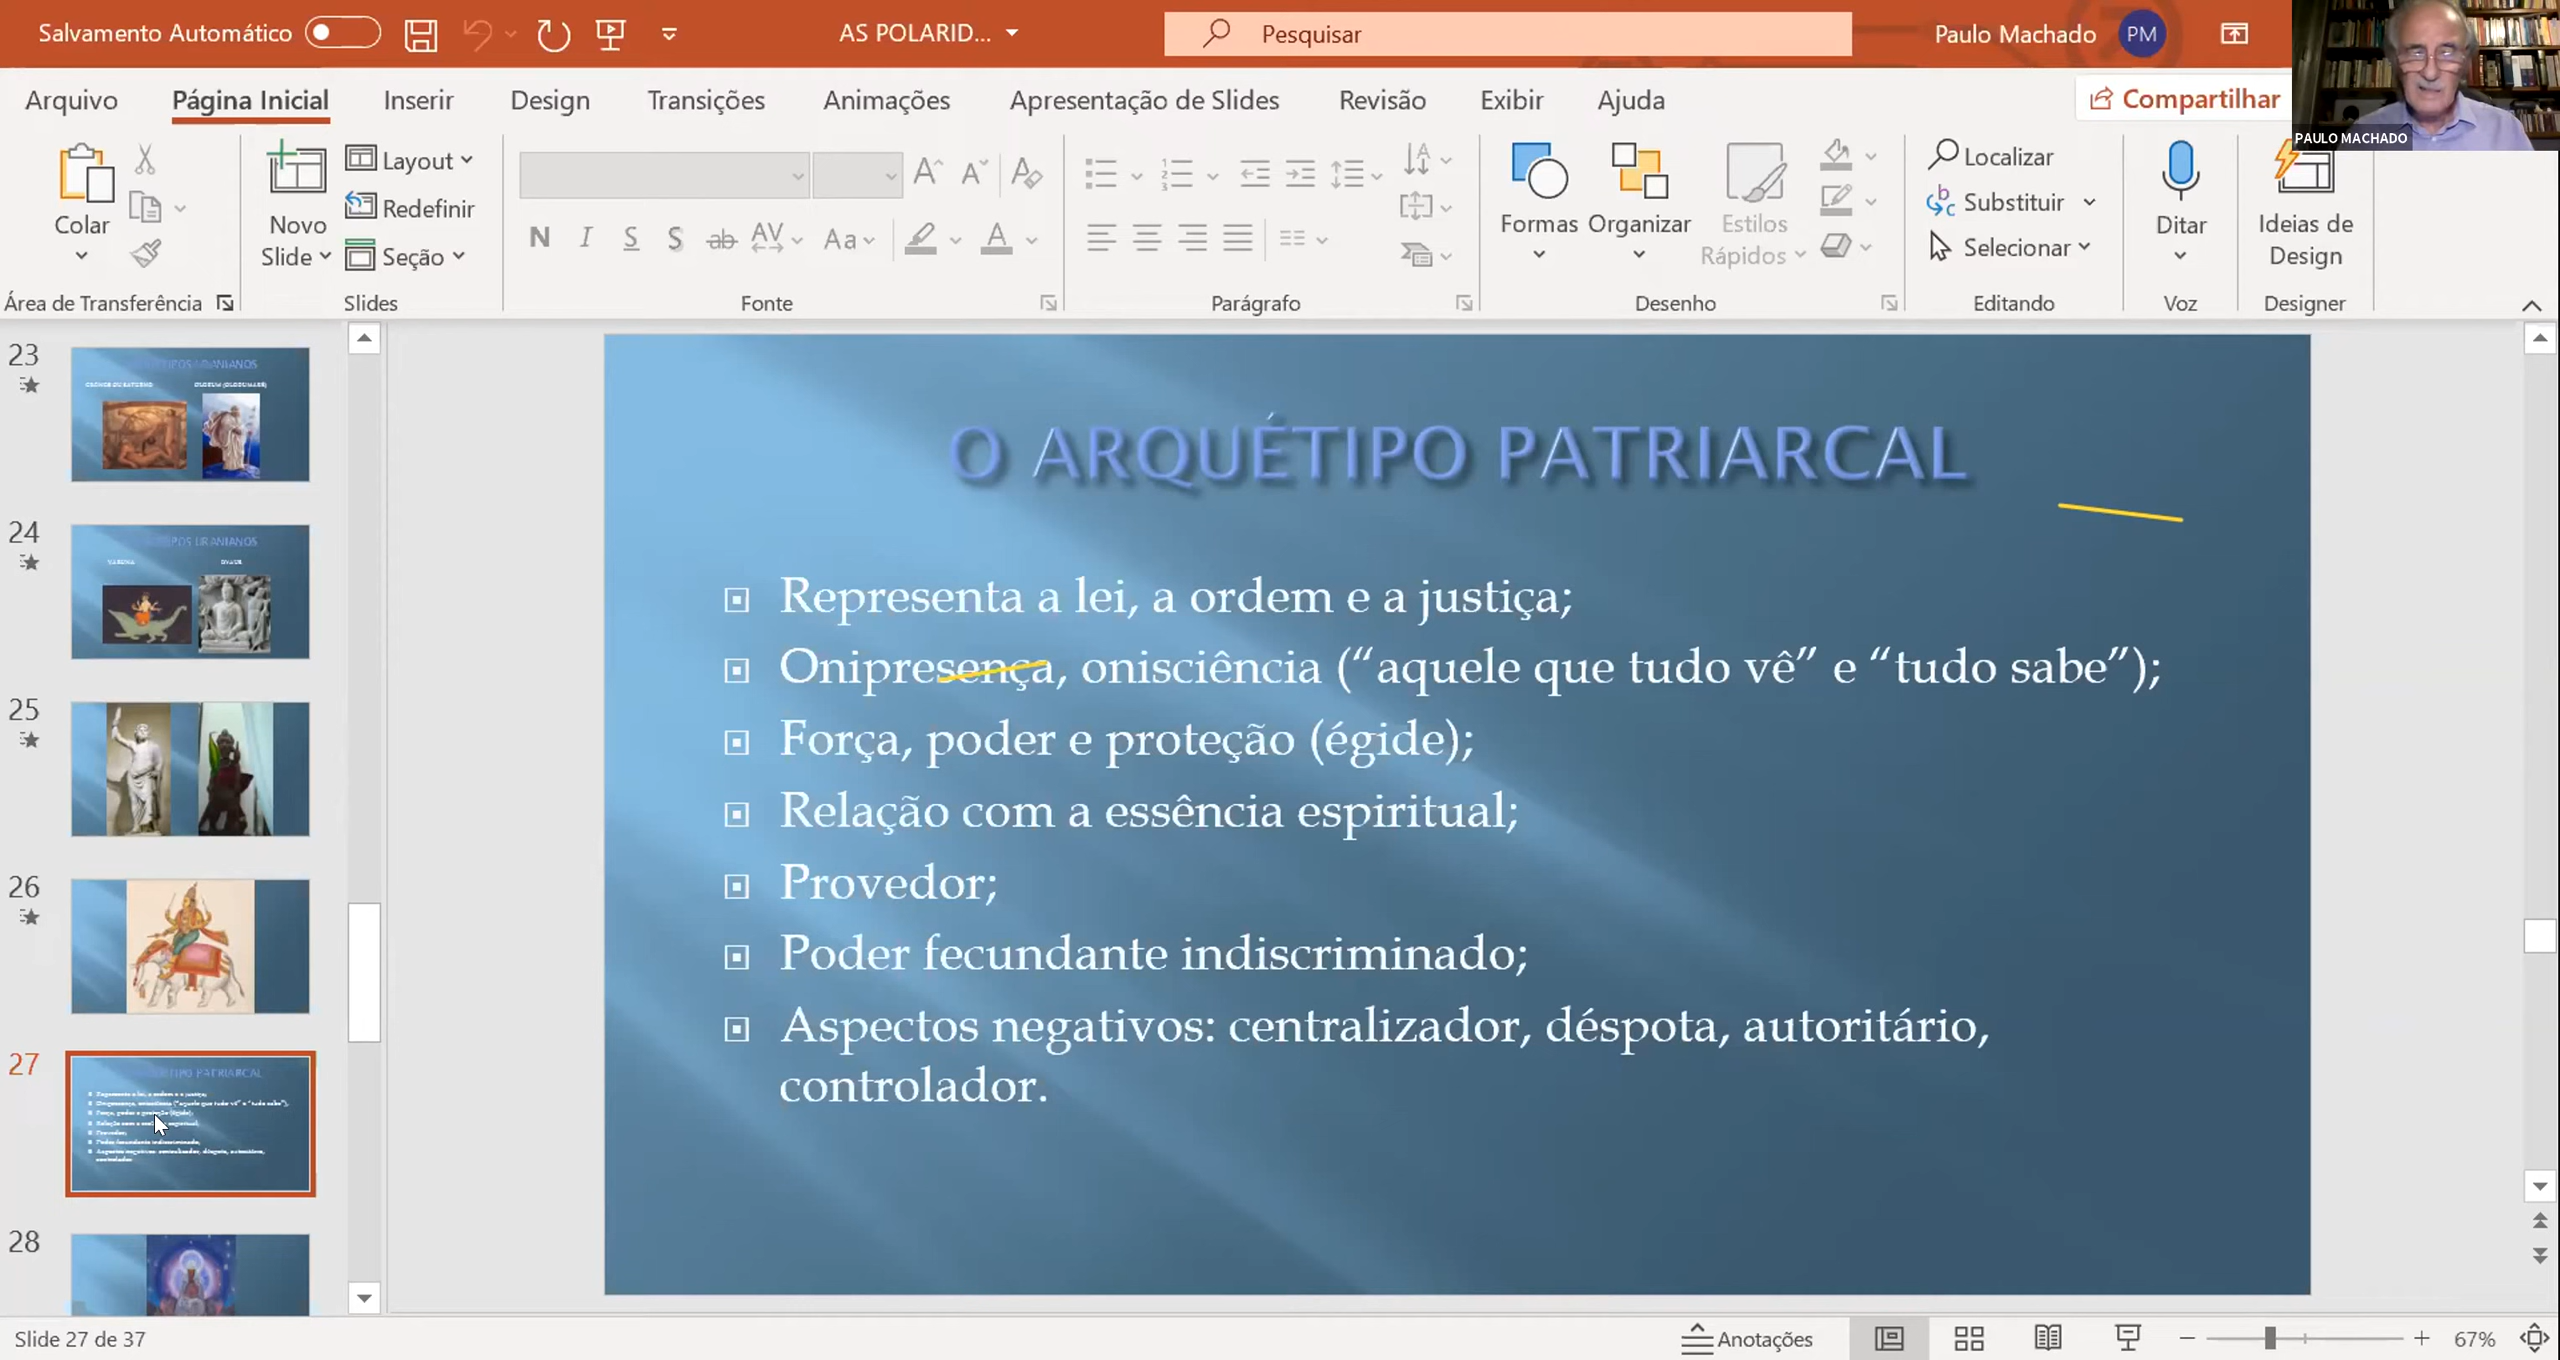 Salvamento Automático
AS POLARID...
Pesquisar
Paulo Machado
PM
Arquivo
Página Inicial
Inserir
Design
Transições
Animações
Apresentação de Slides
Revisão
Exibir
Ajuda
Compartilhar
PAULO MACHADO
Colar
Novo
Slide
Layout
Redefinir
Seção
N I S S ab AV Aa A
Formas
Organizar
Estilos
Rápidos
Localizar
Substituir
Selecionar
Ditar
Ideias de
Design
Área de Transferência
Slides
Fonte
Parágrafo
Desenho
Editando
Voz
Designer
23
24
25
26
27
28
O ARQUÉTIPO PATRIARCAL
Representa a lei, a ordem e a justiça;
Onipresença, onisciência (“aquele que tudo vê” e “tudo sabe”);
Força, poder e proteção (égide);
Relação com a essência espiritual;
Provedor;
Poder fecundante indiscriminado;
Aspectos negativos: centralizador, déspota, autoritário,
controlador.
Slide 27 de 37
Anotações
67%